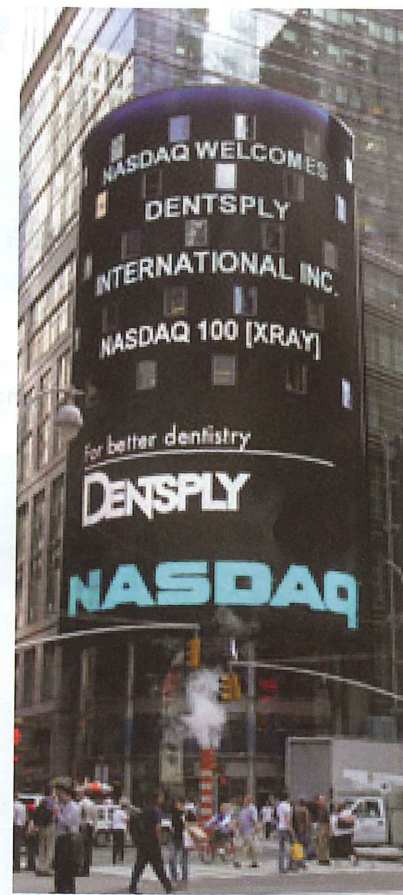 NASDAQ WELCOMES
DENTSPLY
INTERNATIONAL INC.
NASDAQ 100 [XRAY]
For better dentistry
DENTSPLY
NASDAQ